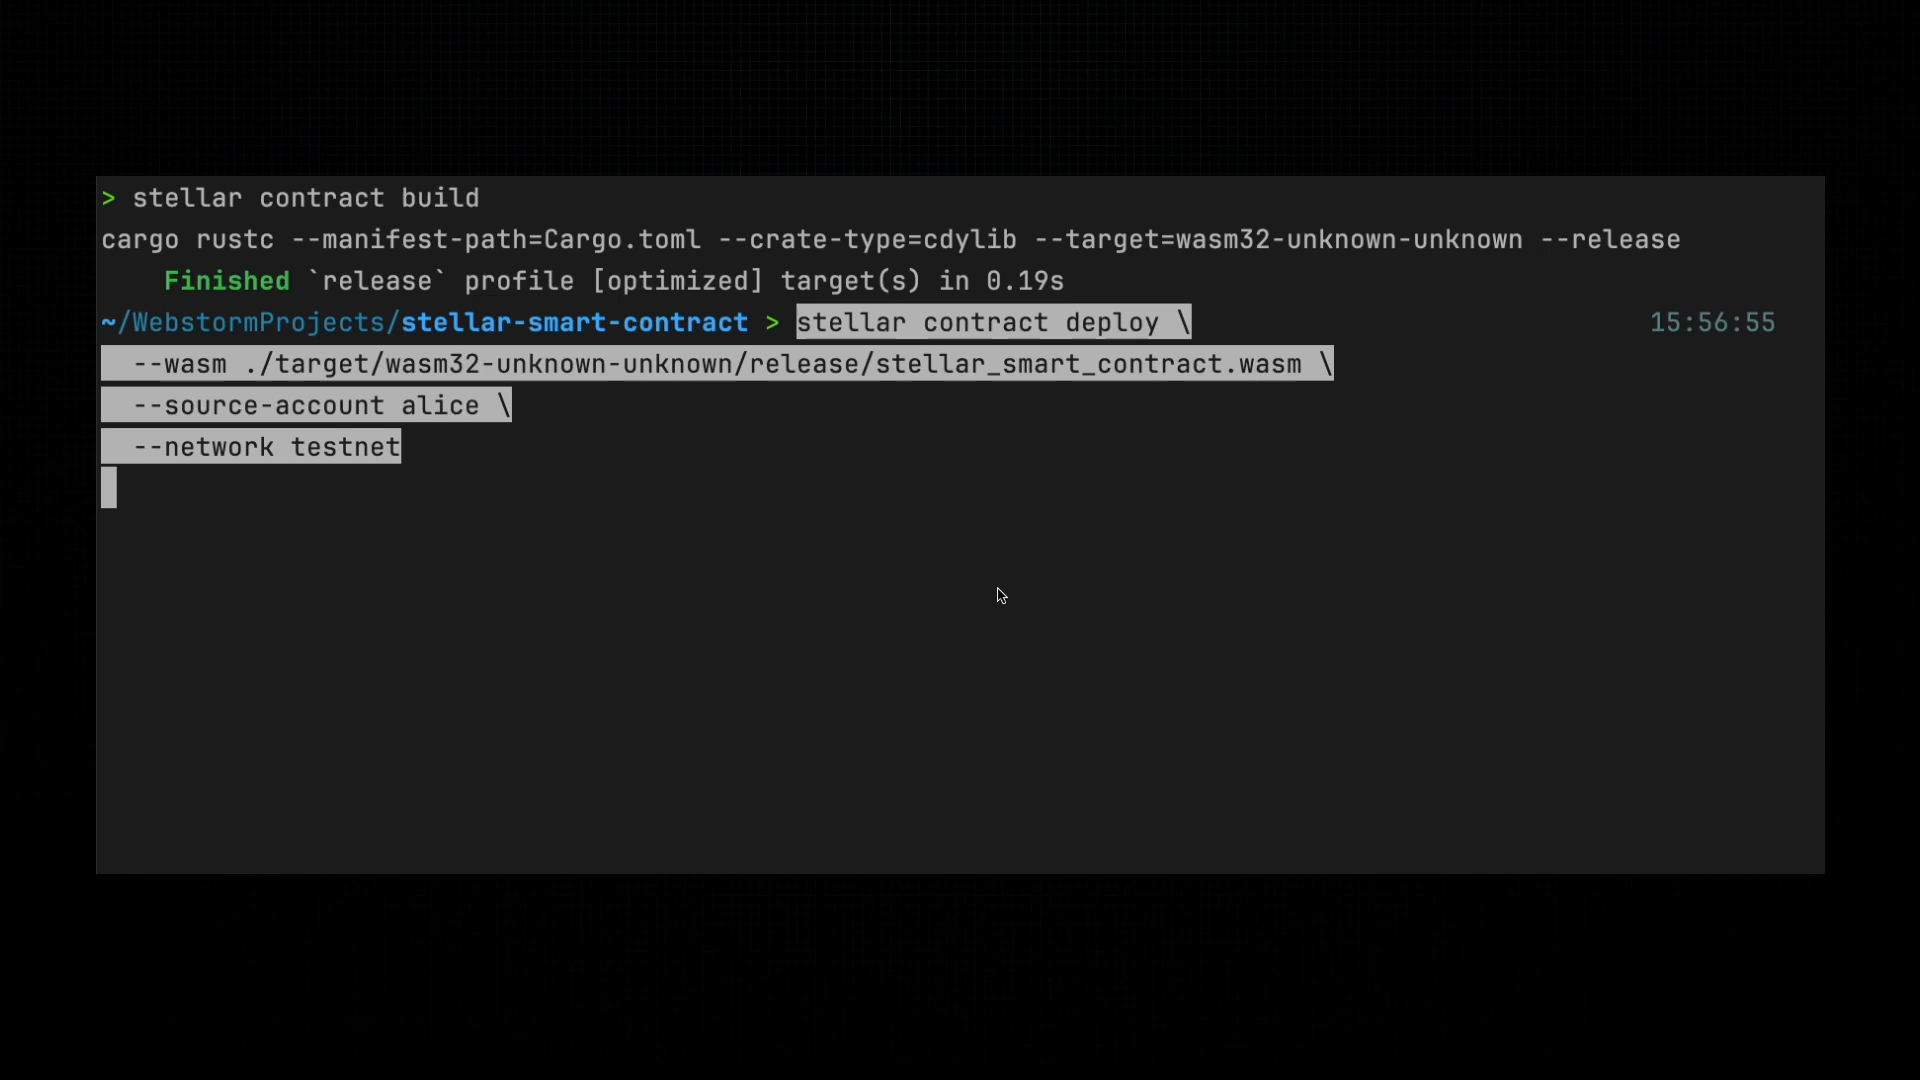 > stellar contract build
cargo rustc --manifest-path=Cargo.toml --crate-type=cdylib --target=wasm32-unknown-unknown --release
    Finished `release` profile [optimized] target(s) in 0.19s
~/WebstormProjects/stellar-smart-contract > stellar contract deploy \ 15:56:55
  --wasm ./target/wasm32-unknown-unknown/release/stellar_smart_contract.wasm \
  --source-account alice \
  --network testnet